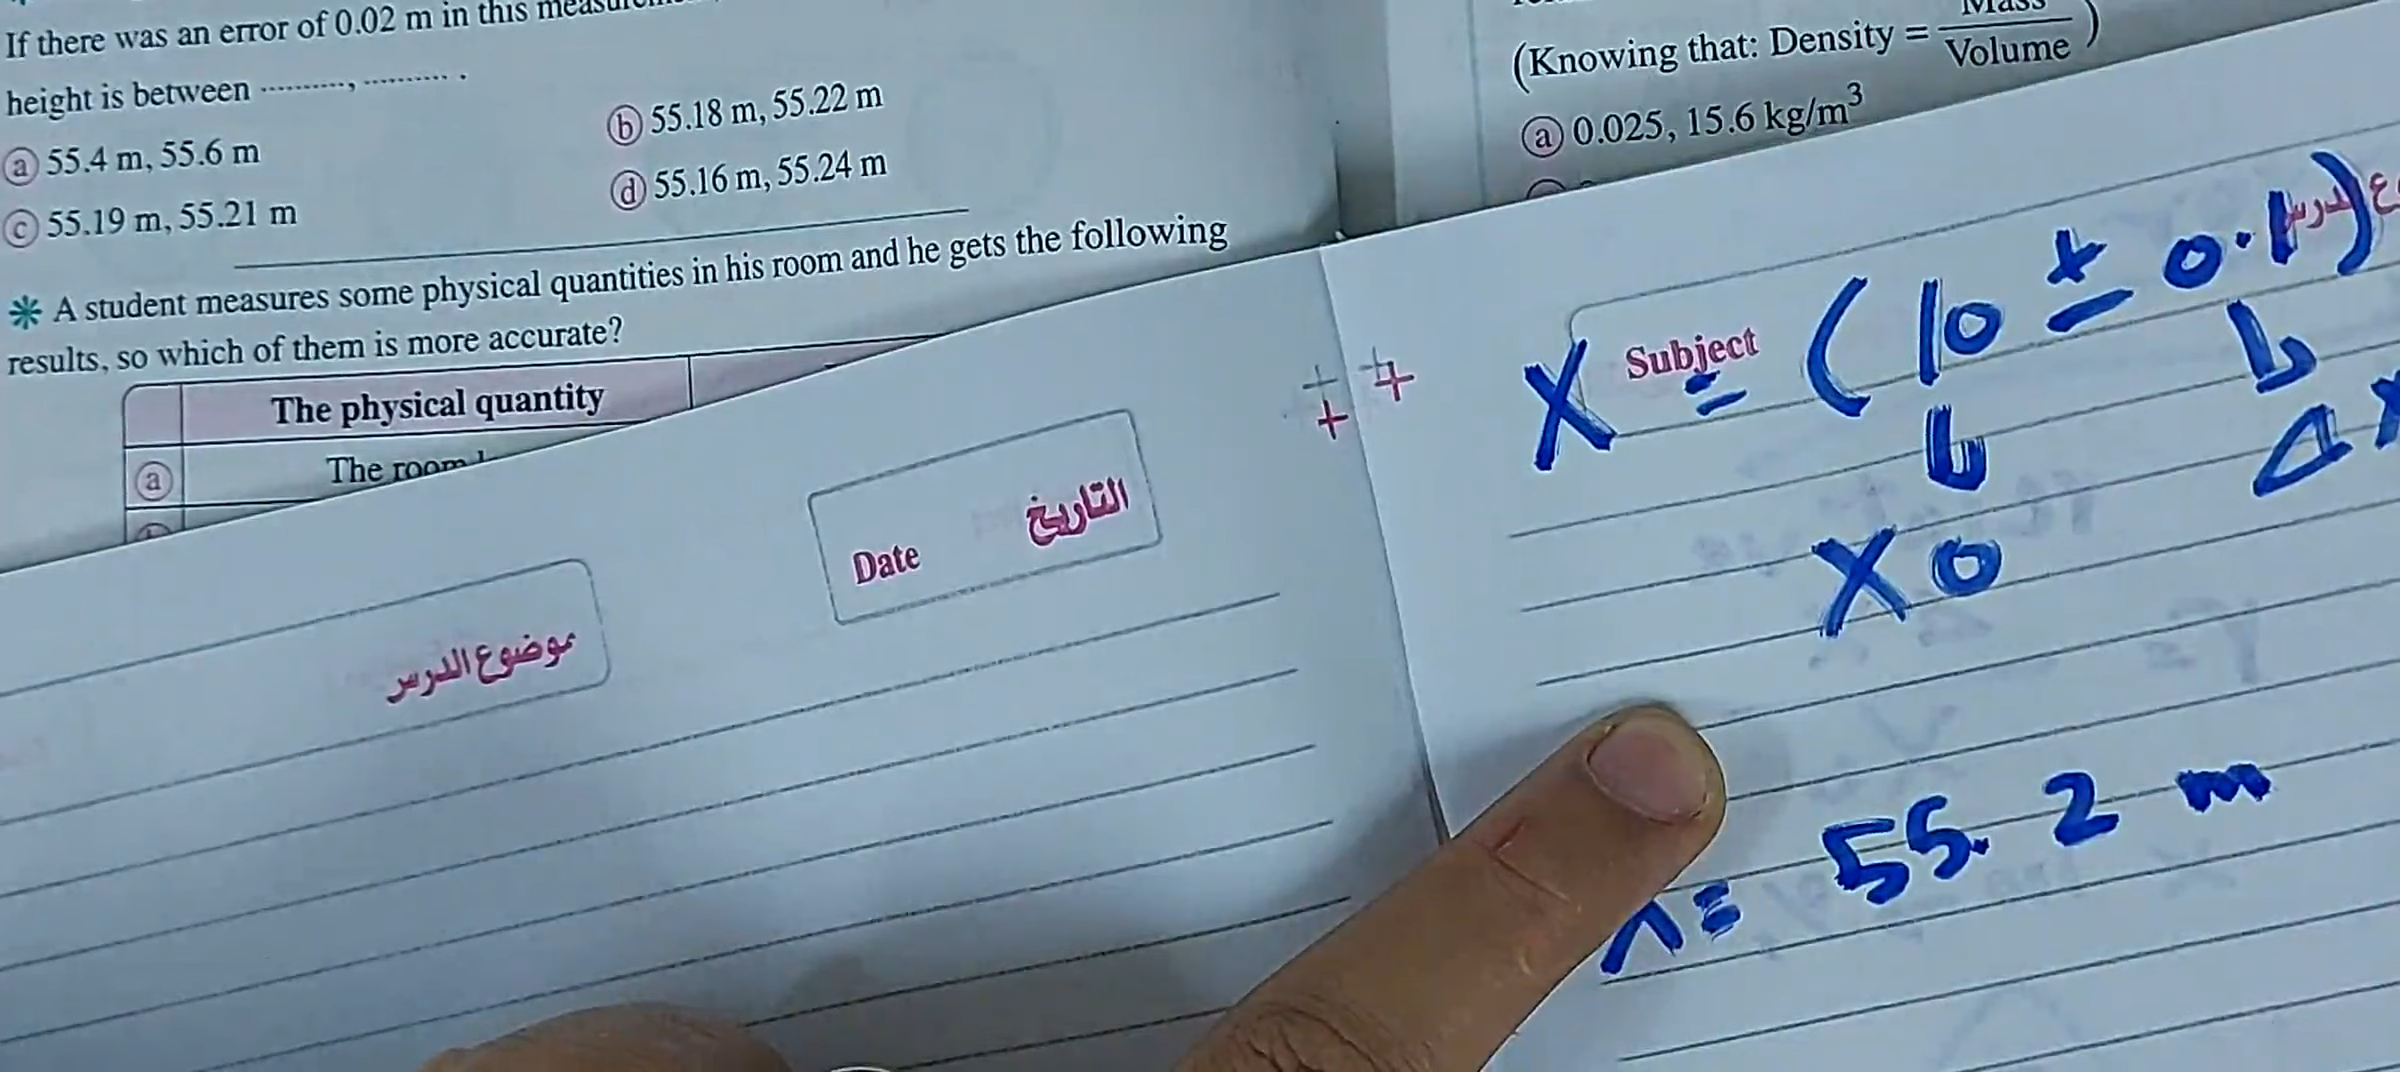 If there was an error of 0.02 m in this
height is between .........., .......... .
ⓐ 55.4 m, 55.6 m
ⓑ 55.18 m, 55.22 m
ⓒ 55.19 m, 55.21 m
ⓓ 55.16 m, 55.24 m
A student measures some physical quantities in his room and he gets the following
results, so which of them is more accurate?
The physical quantity
ⓐ The room
(Knowing that: Density = Mass / Volume)
ⓐ 0.025, 15.6 kg/m³
موضوع الدرس
Date التاريخ
Subject
X = (10 ± 0.1)
X0
= 55.2 m